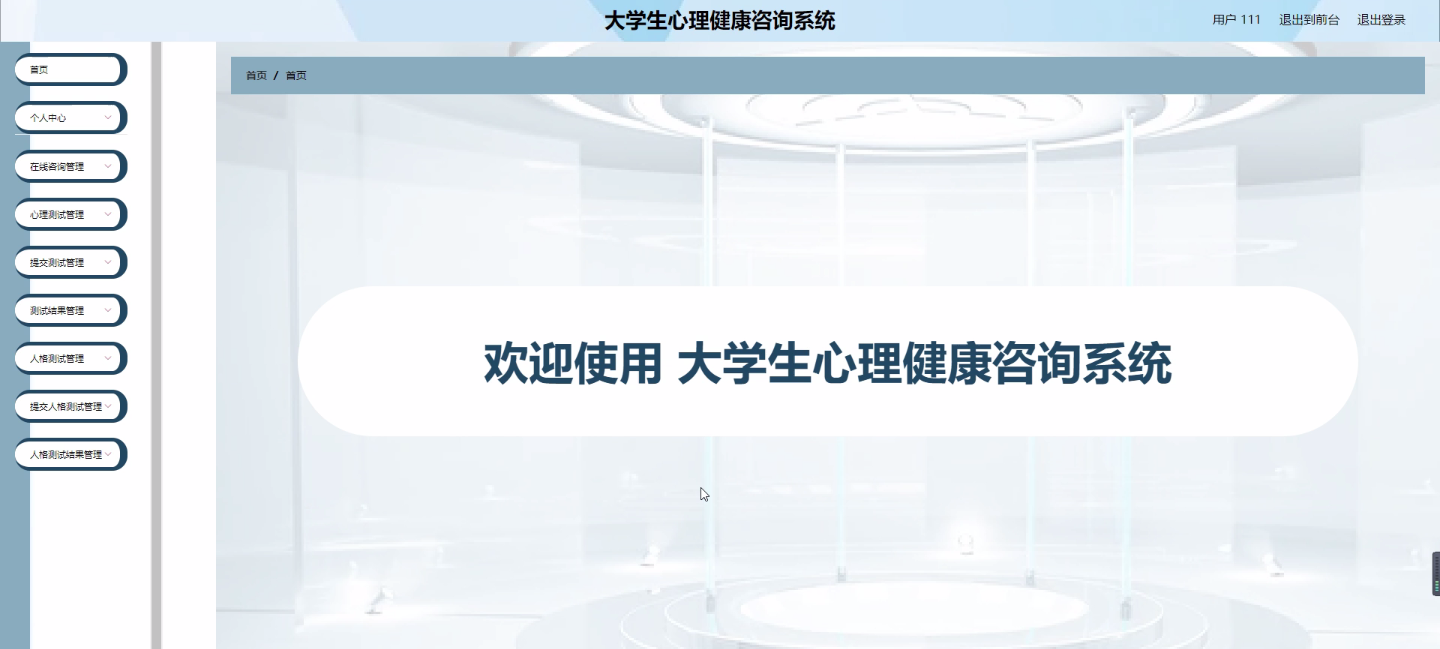 大学生心理健康咨询系统
用户 111 退出到前台 退出登录
首页
个人中心
在线咨询管理
心理测试管理
提交测试管理
测试结果管理
人格测试管理
提交人格测试管理
人格测试结果管理
首页 / 首页
欢迎使用 大学生心理健康咨询系统